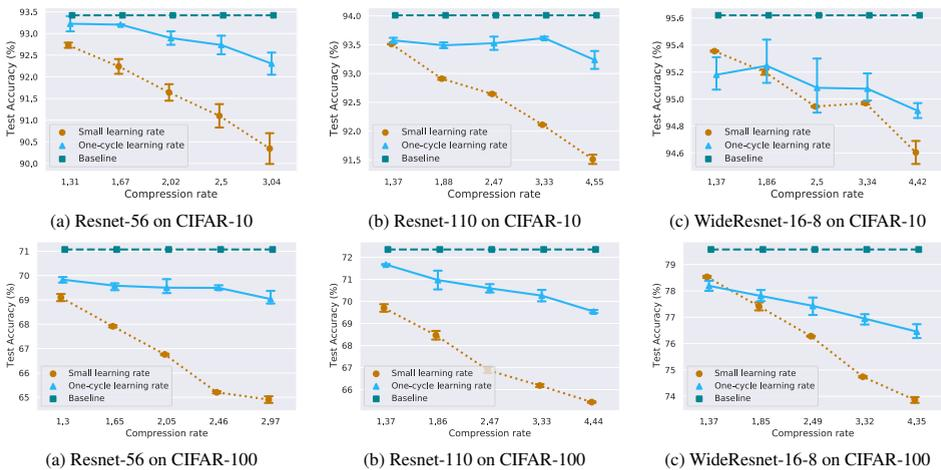 93.5
93.0
92.5
92.0
91.5
91.0
90.5
90,0
Test Accuracy (%)
Small learning rate
One-cycle learning rate
Baseline
1,31 1,67 2,02 2,5 3,04
Compression rate
(a) Resnet-56 on CIFAR-10
94.0
93.5
93.0
92.5
92.0
91.5
Test Accuracy (%)
Small learning rate
One-cycle learning rate
Baseline
1,37 1,88 2,47 3,33 4,55
Compression rate
(b) Resnet-110 on CIFAR-10
95.6
95.4
95.2
95.0
94.8
94.6
Test Accuracy (%)
Small learning rate
One-cycle learning rate
Baseline
1,37 1,86 2,5 3,34 4,42
Compression rate
(c) WideResnet-16-8 on CIFAR-10
71
70
69
68
67
66
65
Test Accuracy (%)
Small learning rate
One-cycle learning rate
Baseline
1,3 1,65 2,05 2,46 2,97
Compression rate
(a) Resnet-56 on CIFAR-100
72
71
70
69
68
67
66
Test Accuracy (%)
Small learning rate
One-cycle learning rate
Baseline
1,37 1,86 2,47 3,33 4,44
Compression rate
(b) Resnet-110 on CIFAR-100
79
78
77
76
75
74
Test Accuracy (%)
Small learning rate
One-cycle learning rate
Baseline
1,37 1,85 2,49 3,32 4,35
Compression rate
(c) WideResnet-16-8 on CIFAR-100